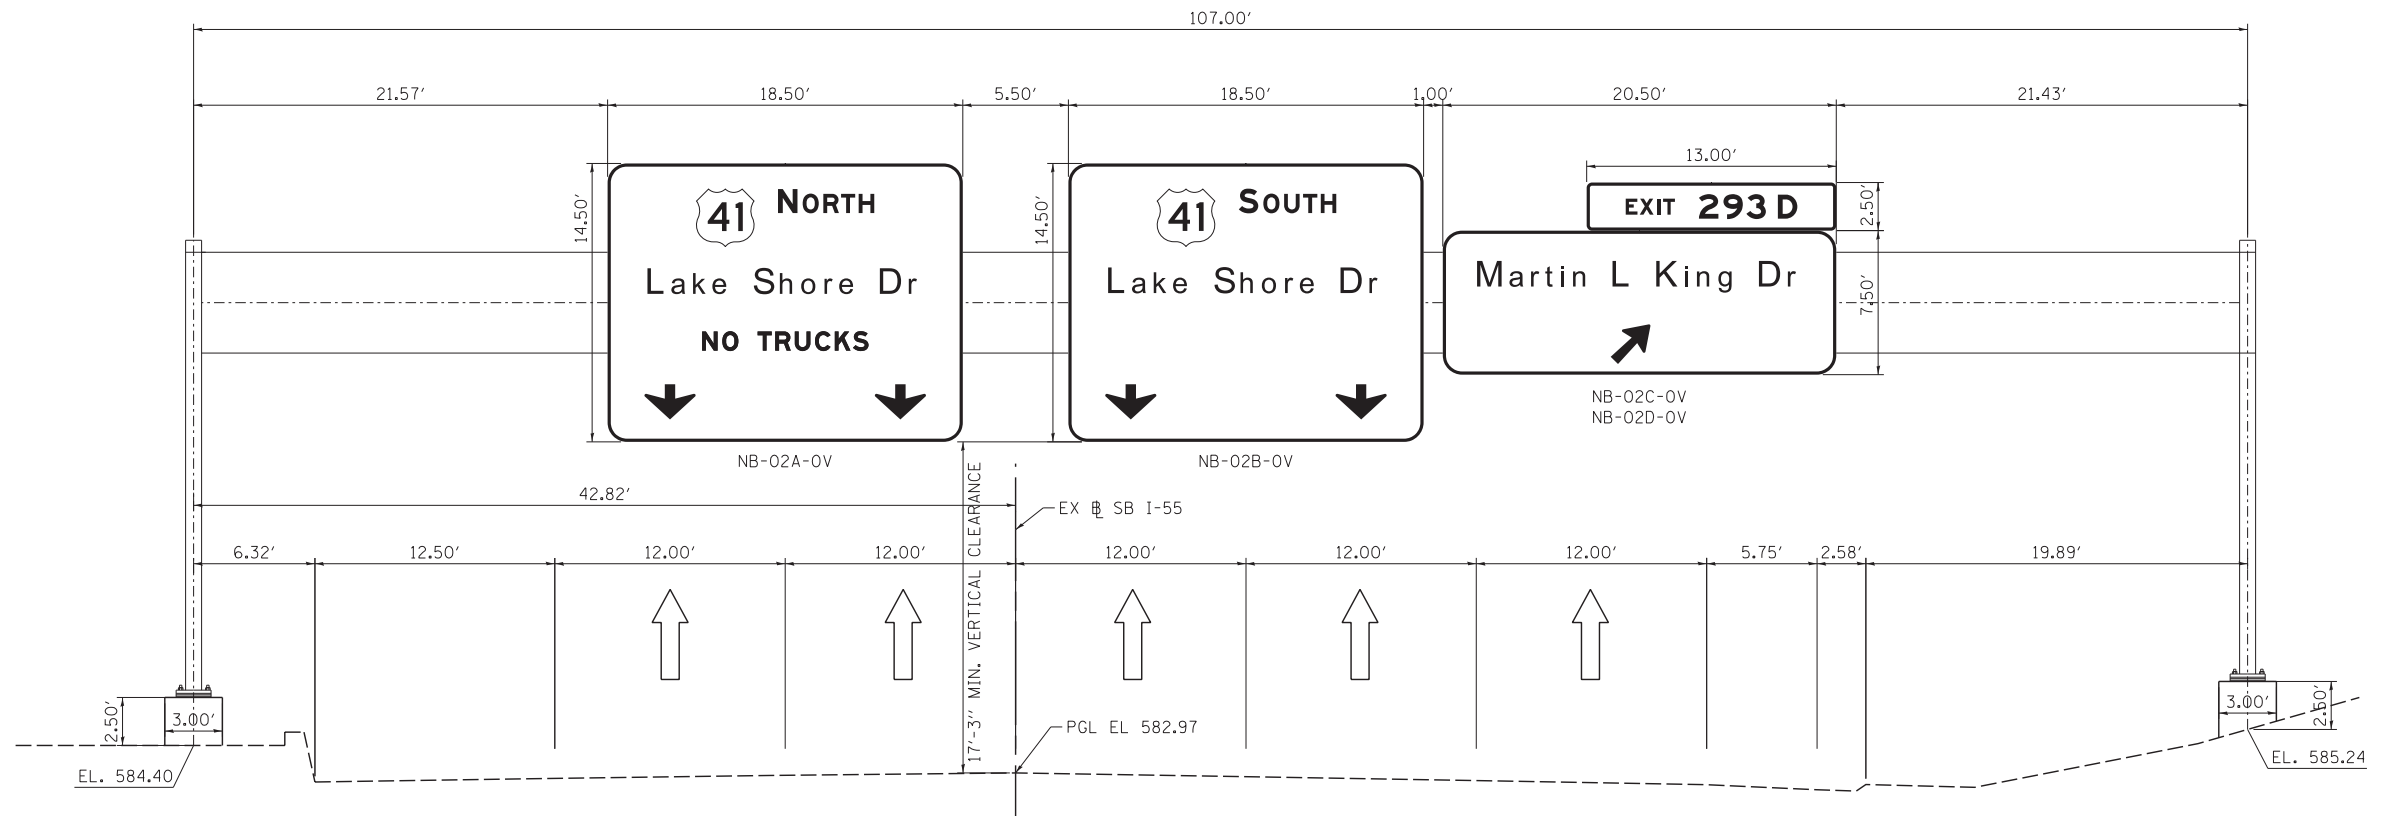 107.00'
21.57' 18.50' 5.50' 18.50' 1.00' 20.50' 21.43'
13.00'
14.50'
41 NORTH
Lake Shore Dr
NO TRUCKS
NB-02A-0V
14.50'
41 SOUTH
Lake Shore Dr
NB-02B-0V
EXIT 293 D
2.50'
Martin L King Dr
7.50'
NB-02C-0V
NB-02D-0V
42.82'
17'-3" MIN. VERTICAL CLEARANCE
EX BL SB I-55
6.32' 12.50' 12.00' 12.00' 12.00' 12.00' 12.00' 5.75' 2.58' 19.89'
2.50'
3.00'
EL. 584.40
PGL EL 582.97
3.00'
2.50'
EL. 585.24